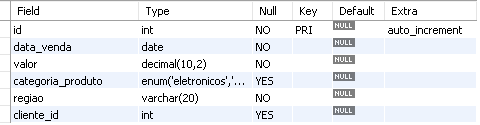 Field Type Null Key Default Extra
id int NO PRI NULL auto_increment
data_venda date NO NULL
valor decimal(10,2) NO NULL
categoria_produto enum('eletronicos','... YES NULL
regiao varchar(20) NO NULL
cliente_id int YES NULL